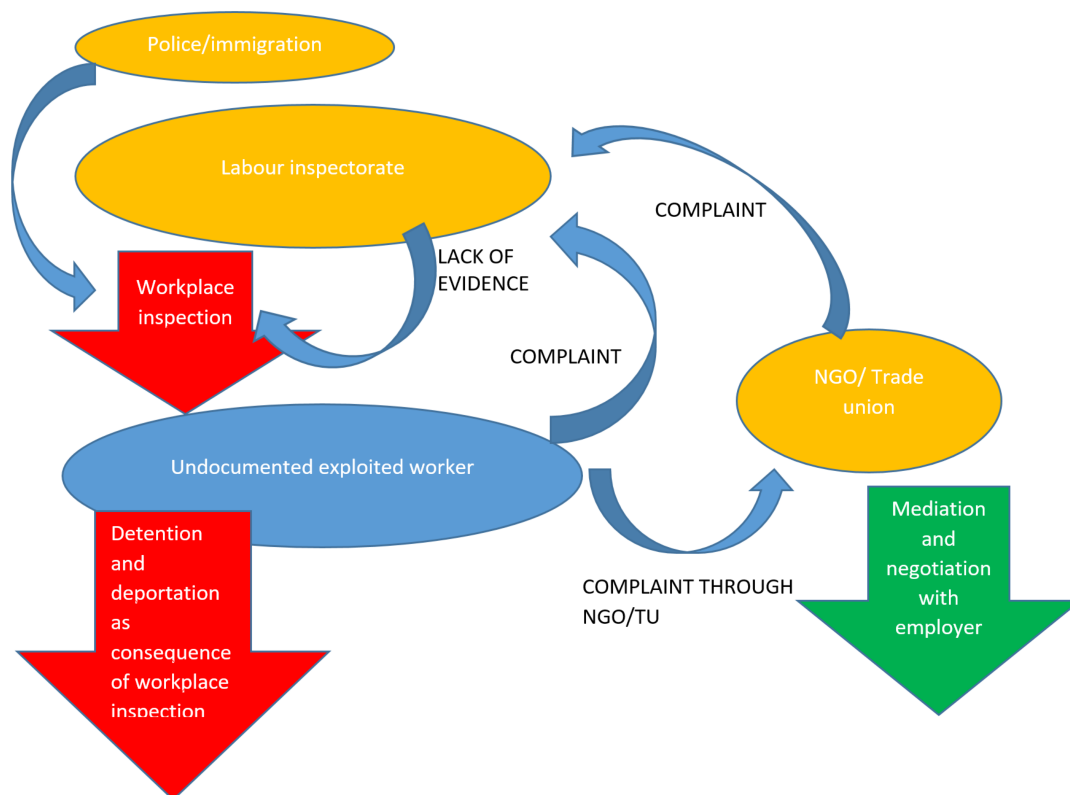 Police/immigration
Labour inspectorate
COMPLAINT
LACK OF
EVIDENCE
Workplace
inspection
COMPLAINT
NGO/ Trade
union
Undocumented exploited worker
Detention
and
deportation
as
consequence
of workplace
inspection
COMPLAINT THROUGH
NGO/TU
Mediation
and
negotiation
with
employer